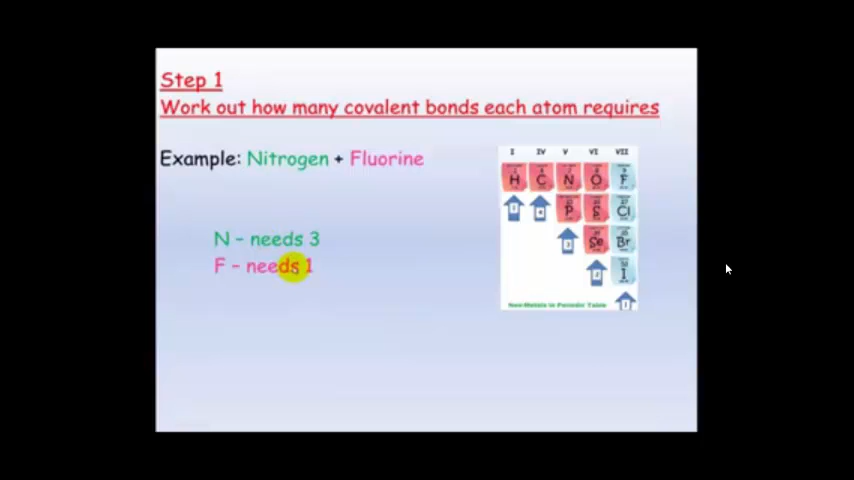 Step 1
Work out how many covalent bonds each atom requires
Example: Nitrogen + Fluorine
I IV V VI VII
H C N O F
P S Cl
Se Br
I
N – needs 3
F – needs 1
Non-Metals in Periodic Table